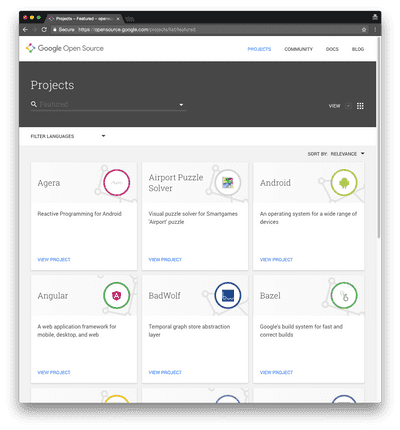 Projects – Featured – opensou
Secure
https://opensource.google.com/projects/list/featured
Google Open Source
PROJECTS
COMMUNITY
DOCS
BLOG
Projects
Featured
VIEW
FILTER LANGUAGES
SORT BY: RELEVANCE
Agera
Reactive Programming for Android
VIEW PROJECT
Airport Puzzle
Solver
Visual puzzle solver for Smartgames
'Airport' puzzle
VIEW PROJECT
Android
An operating system for a wide range of
devices
VIEW PROJECT
Angular
A web application framework for
mobile, desktop, and web
VIEW PROJECT
BadWolf
Temporal graph store abstraction
layer
VIEW PROJECT
Bazel
Google's build system for fast and
correct builds
VIEW PROJECT